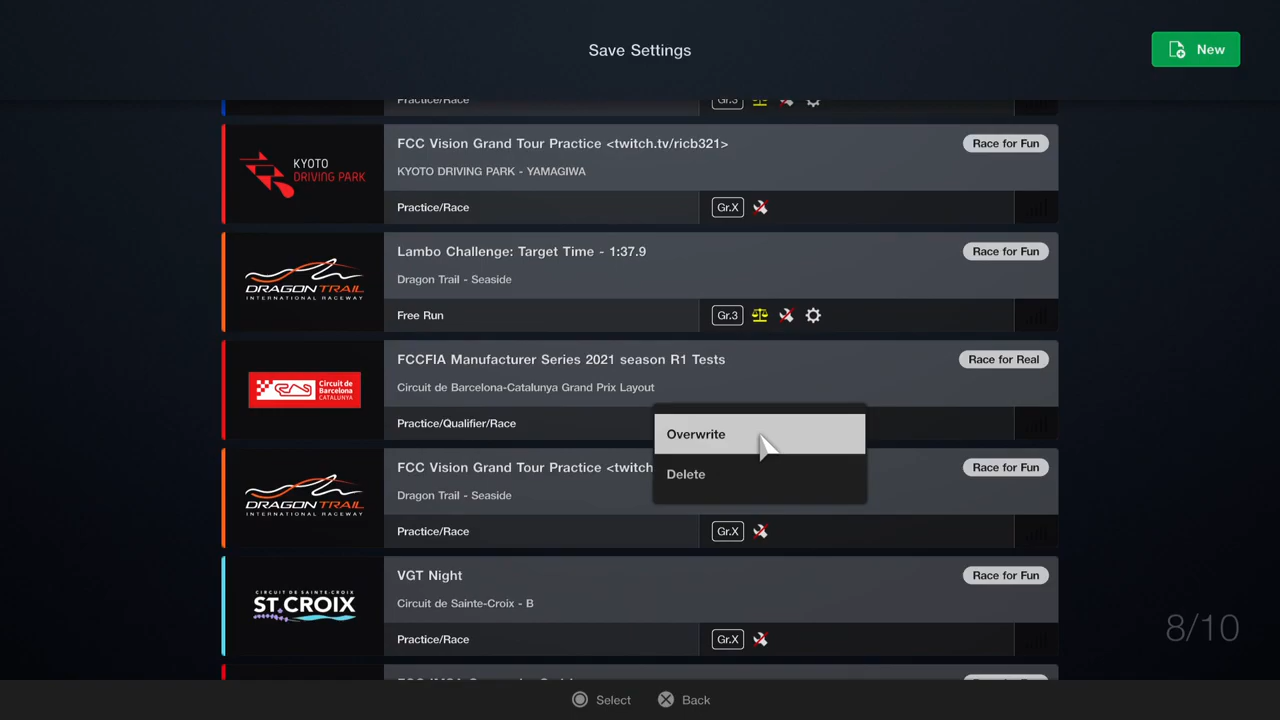 Save Settings
New
Practice/Race
Gr.3
KYOTO
DRIVING PARK
FCC Vision Grand Tour Practice <twitch.tv/ricb321>
Race for Fun
KYOTO DRIVING PARK - YAMAGIWA
Practice/Race
Gr.X
DRAGON TRAIL
INTERNATIONAL RACEWAY
Lambo Challenge: Target Time - 1:37.9
Race for Fun
Dragon Trail - Seaside
Free Run
Gr.3
Circuit de
Barcelona
CATALUNYA
FCCFIA Manufacturer Series 2021 season R1 Tests
Race for Real
Circuit de Barcelona-Catalunya Grand Prix Layout
Practice/Qualifier/Race
Overwrite
Delete
DRAGON TRAIL
INTERNATIONAL RACEWAY
FCC Vision Grand Tour Practice <twitch
Race for Fun
Dragon Trail - Seaside
Practice/Race
Gr.X
CIRCUIT DE SAINTE-CROIX
ST.CROIX
VGT Night
Race for Fun
Circuit de Sainte-Croix - B
Practice/Race
Gr.X
8/10
Select
Back